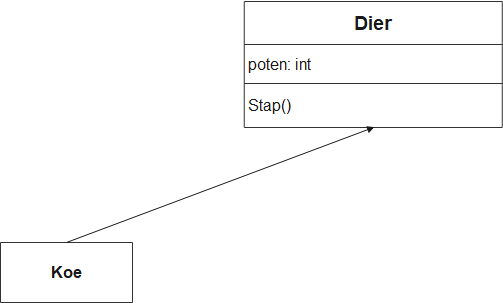 Dier
poten: int
Stap()
Koe